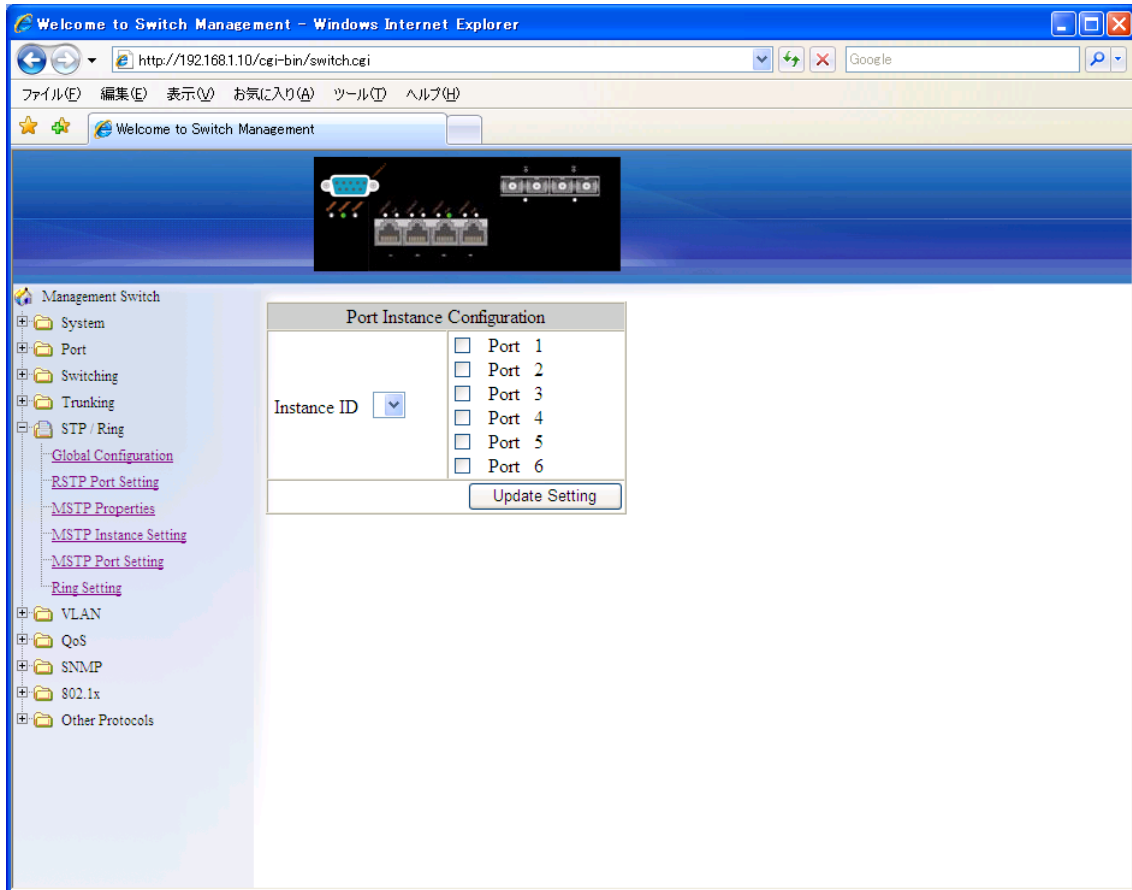 Welcome to Switch Management - Windows Internet Explorer
http://192.168.1.10/cgi-bin/switch.cgi
Google
ファイル(F) 編集(E) 表示(V) お気に入り(A) ツール(T) ヘルプ(H)
Welcome to Switch Management
Management Switch
System
Port
Switching
Trunking
STP / Ring
Global Configuration
RSTP Port Setting
MSTP Properties
MSTP Instance Setting
MSTP Port Setting
Ring Setting
VLAN
QoS
SNMP
802.1x
Other Protocols
Port Instance Configuration
Instance ID
Port 1
Port 2
Port 3
Port 4
Port 5
Port 6
Update Setting